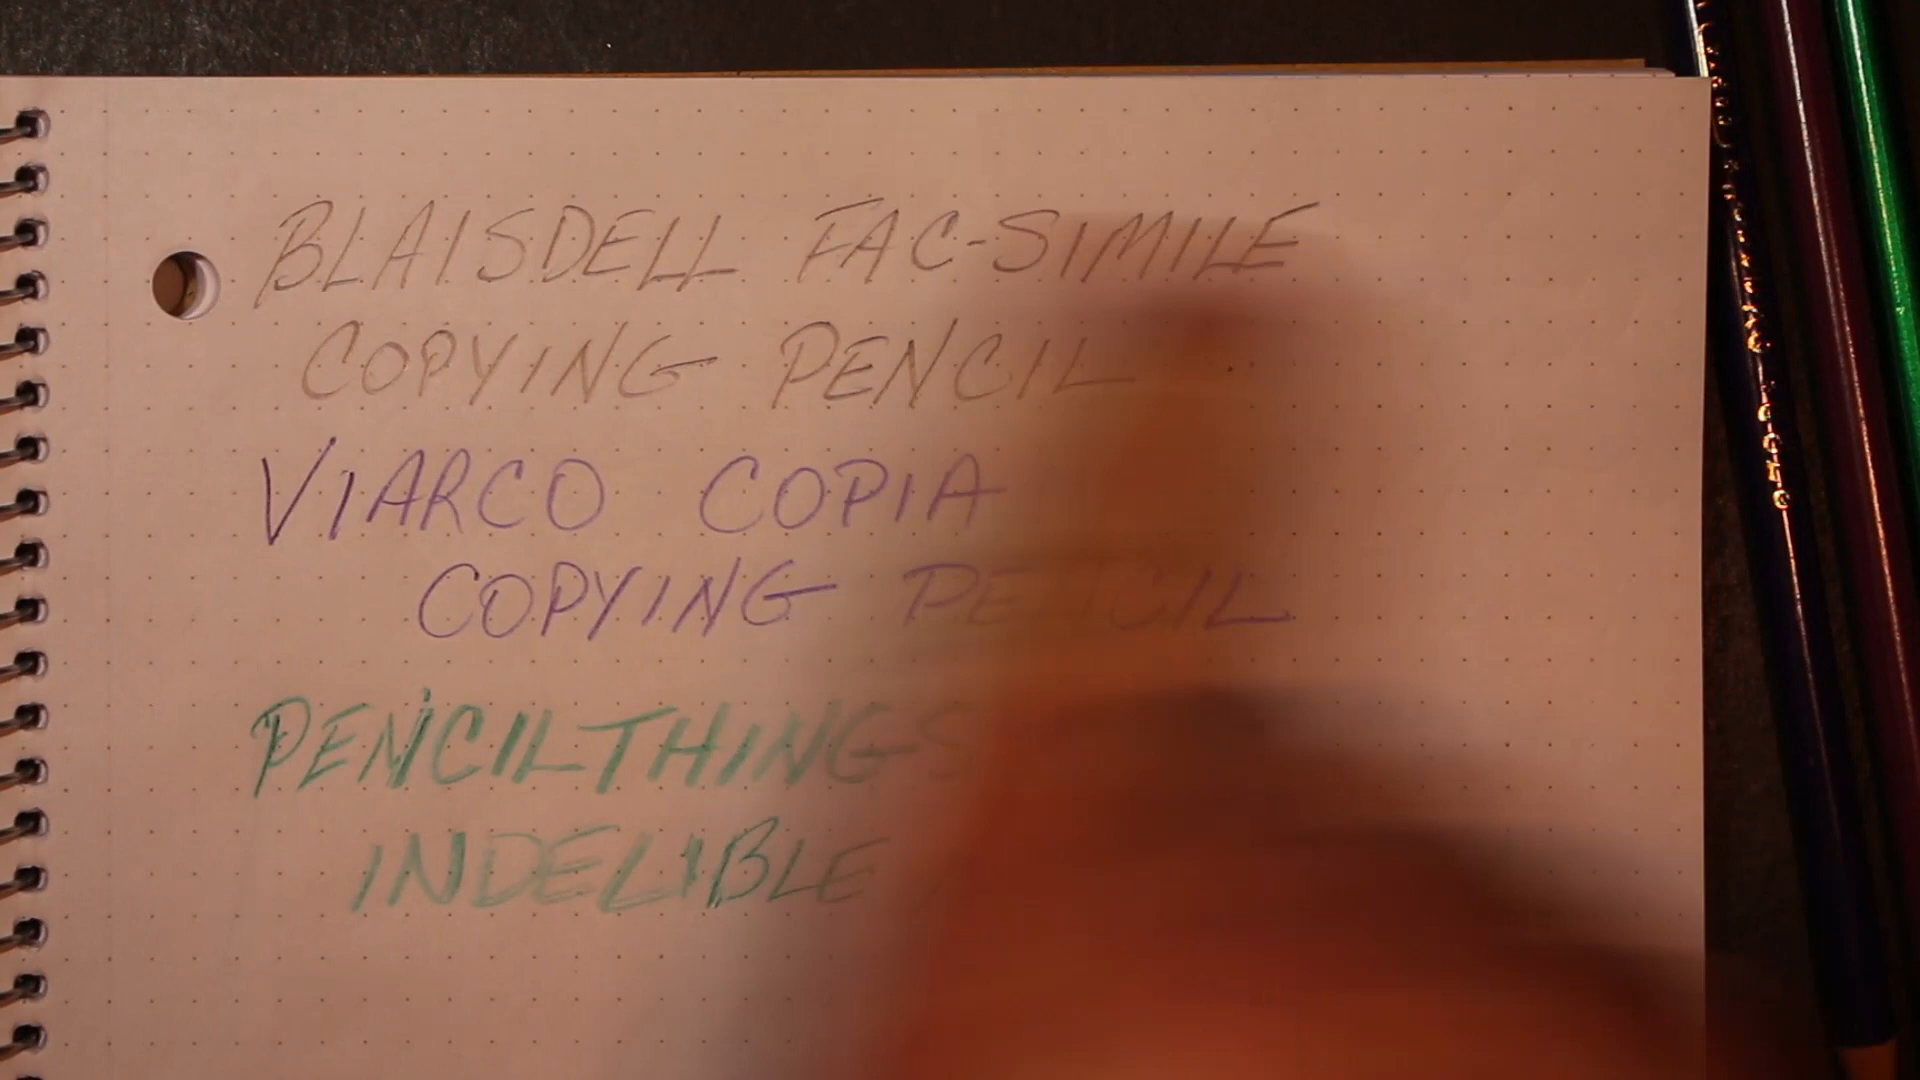 BLAISDELL FAC-SIMILE
COPYING PENCIL
VIARCO COPIA
COPYING PENCIL
PENCILTHINGS
INDELIBLE